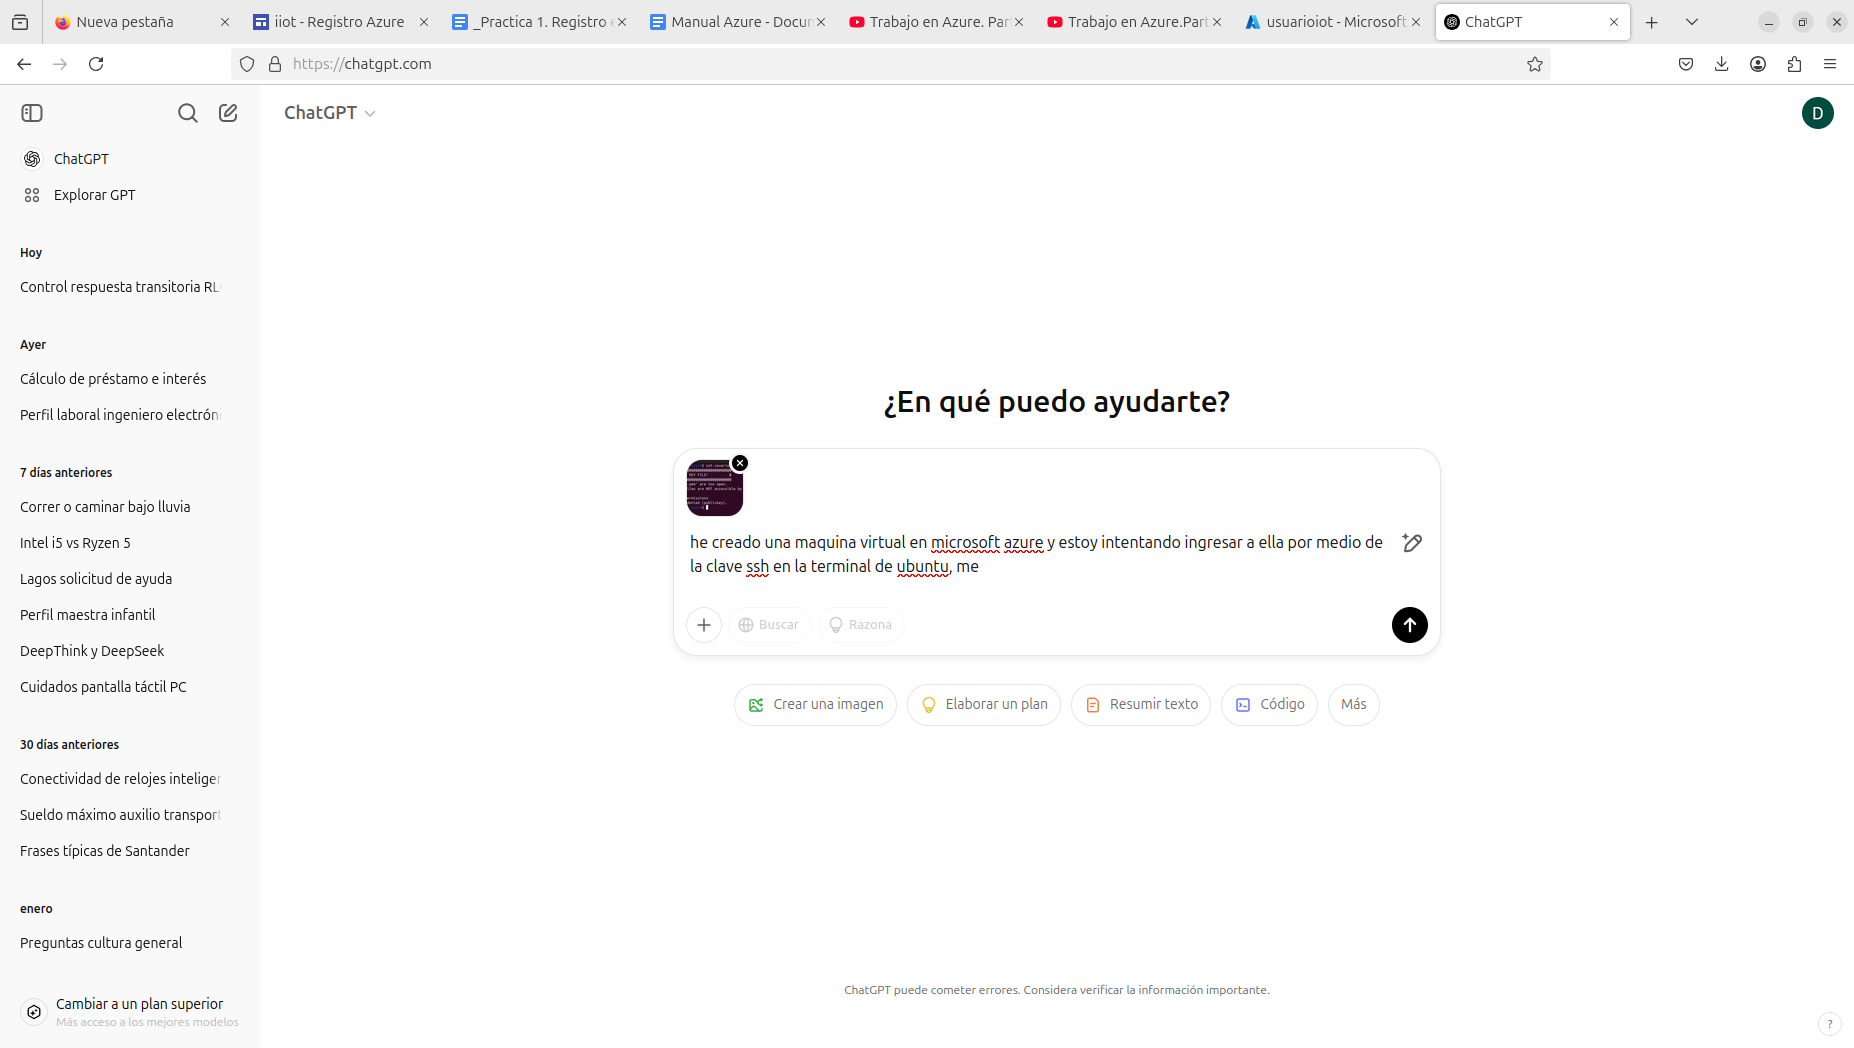 Nueva pestaña
iiot - Registro Azure
_Practica 1. Registro
Manual Azure - Docu
Trabajo en Azure. Par
Trabajo en Azure.Part
usuarioiot - Microsoft
ChatGPT
https://chatgpt.com
ChatGPT
D
ChatGPT
Explorar GPT
Hoy
Control respuesta transitoria RL
Ayer
Cálculo de préstamo e interés
Perfil laboral ingeniero electrón
7 días anteriores
Correr o caminar bajo lluvia
Intel i5 vs Ryzen 5
Lagos solicitud de ayuda
Perfil maestra infantil
DeepThink y DeepSeek
Cuidados pantalla táctil PC
30 días anteriores
Conectividad de relojes intelige
Sueldo máximo auxilio transport
Frases típicas de Santander
enero
Preguntas cultura general
Cambiar a un plan superior
Más acceso a los mejores modelos
¿En qué puedo ayudarte?
he creado una maquina virtual en microsoft azure y estoy intentando ingresar a ella por medio de
la clave ssh en la terminal de ubuntu, me
Buscar
Razona
Crear una imagen
Elaborar un plan
Resumir texto
Código
Más
ChatGPT puede cometer errores. Considera verificar la información importante.
?